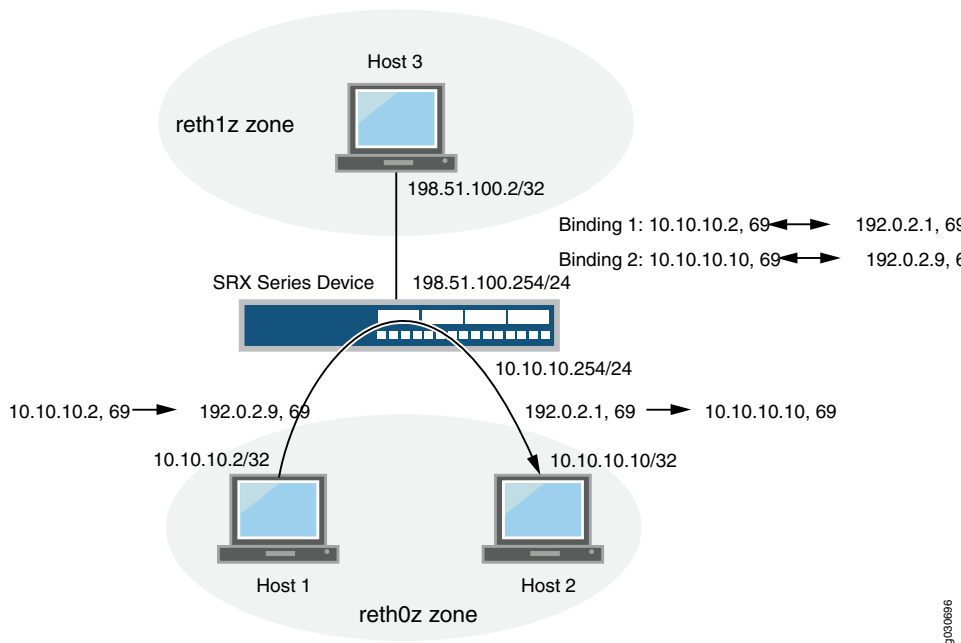 Host 3
reth1z zone
198.51.100.2/32
Binding 1: 10.10.10.2, 69 192.0.2.1, 69
Binding 2: 10.10.10.10, 69 192.0.2.9, 6
SRX Series Device 198.51.100.254/24
10.10.10.254/24
10.10.10.2, 69 192.0.2.9, 69 192.0.2.1, 69 10.10.10.10, 69
10.10.10.2/32 10.10.10.10/32
Host 1 Host 2
reth0z zone
g030696